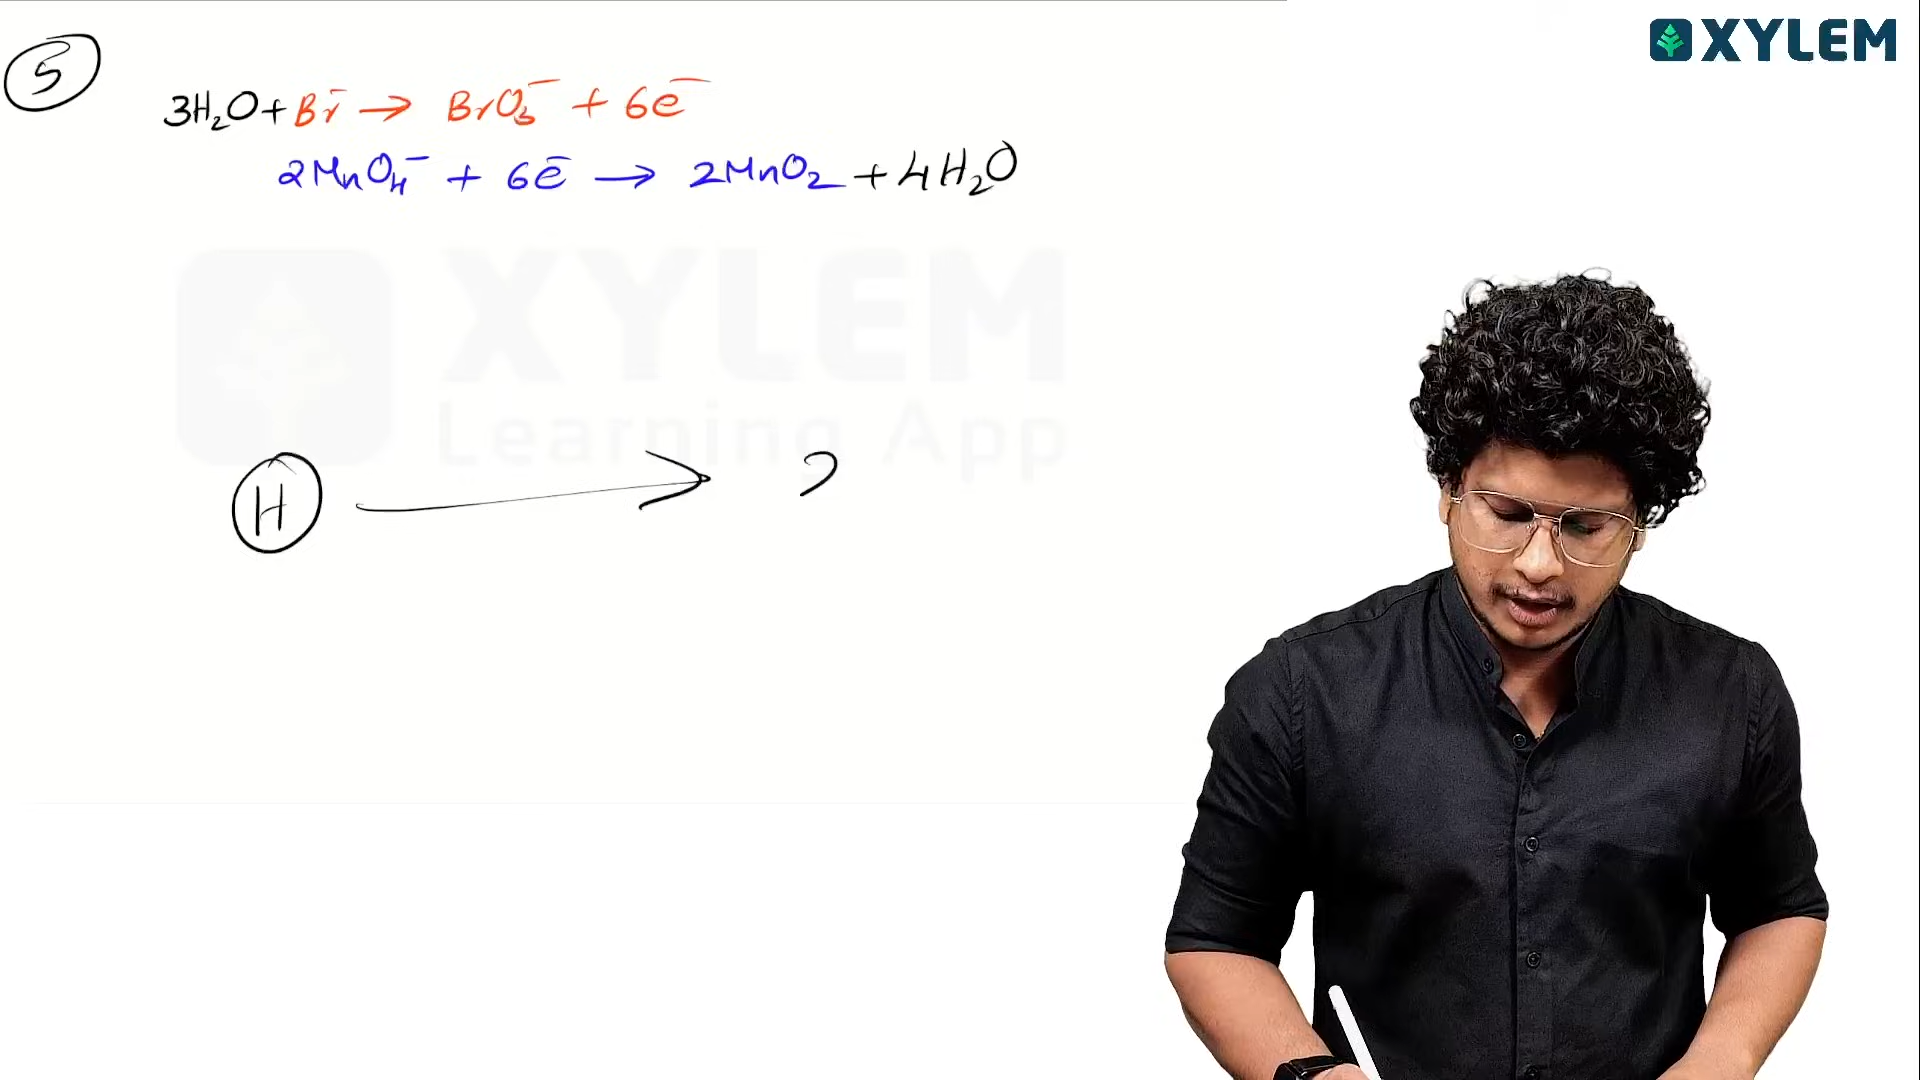 XYLEM
5
3H₂O + Br⁻ → BrO₃⁻ + 6e⁻
2MnO₄⁻ + 6e⁻ → 2MnO₂ + 4H₂O
XYLEM
Learning App
H →